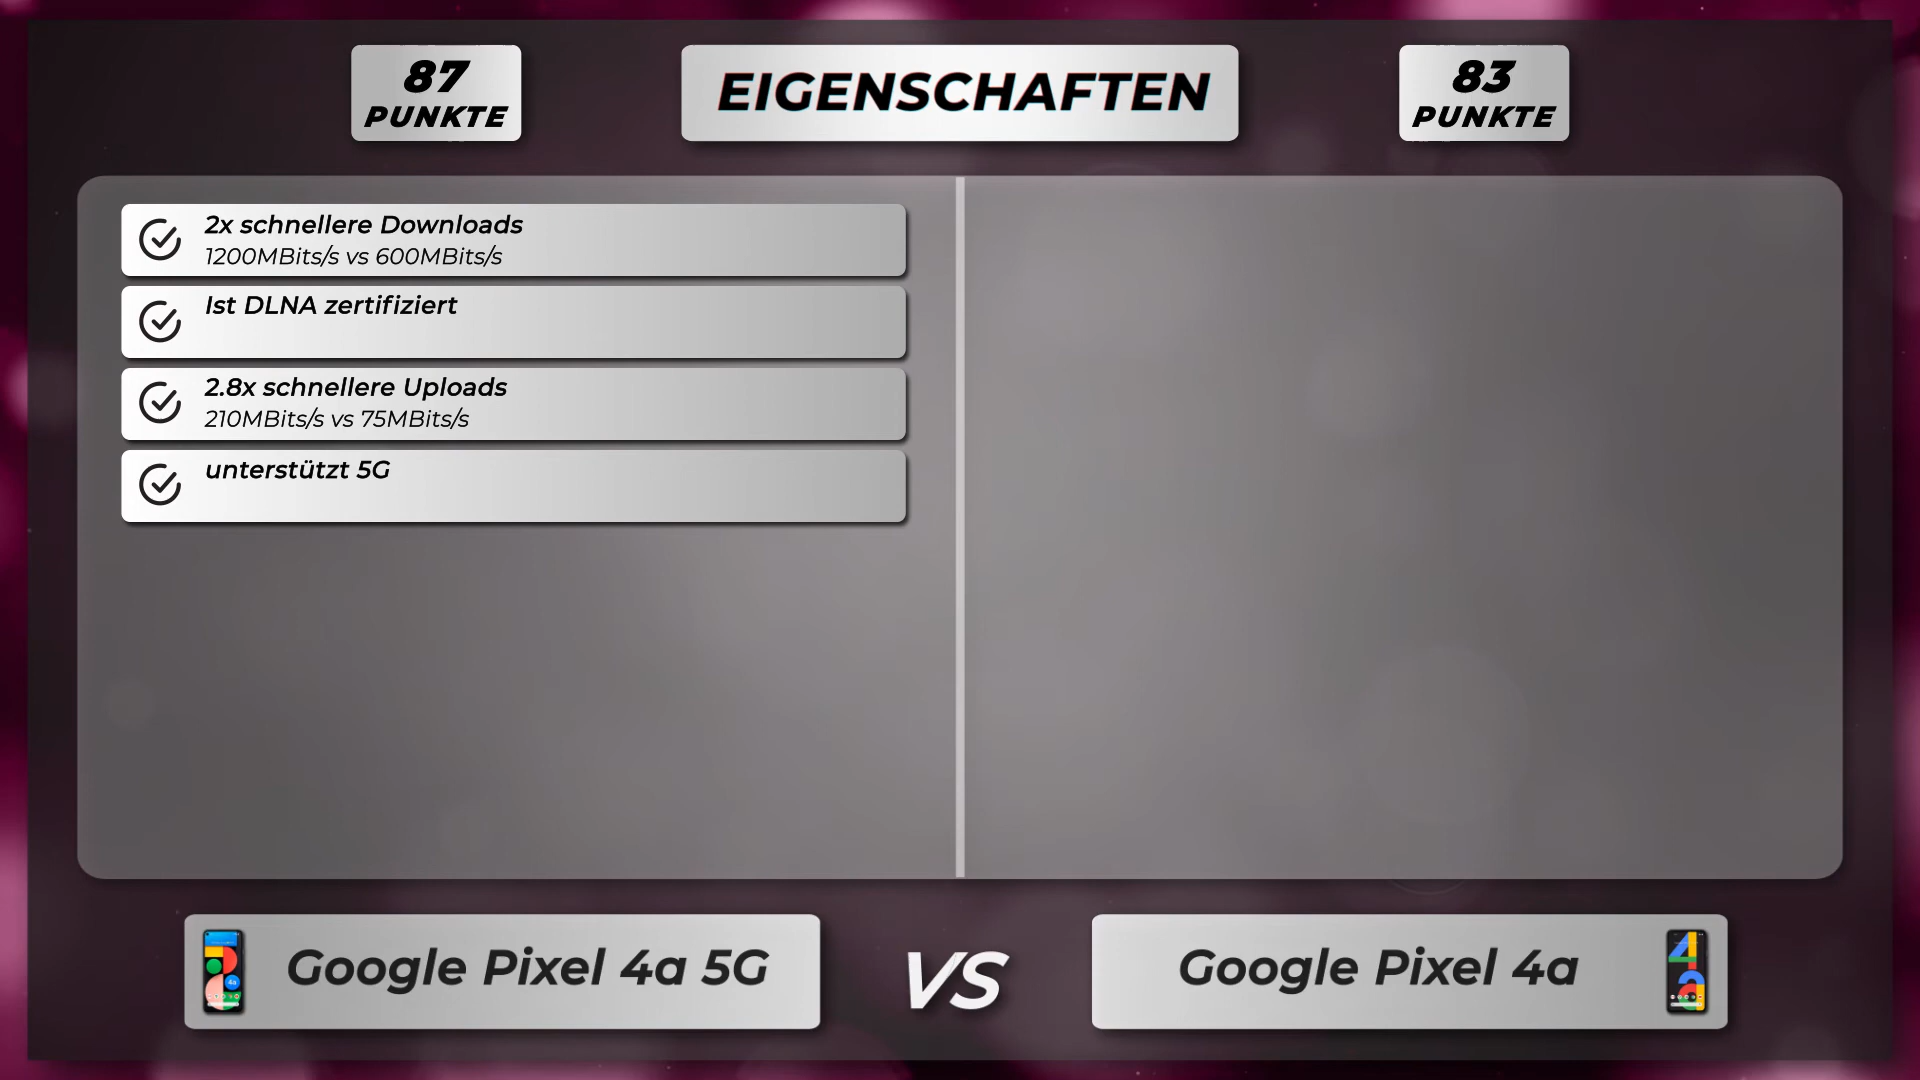 87
PUNKTE
EIGENSCHAFTEN
83
PUNKTE
2x schnellere Downloads
1200MBits/s vs 600MBits/s
Ist DLNA zertifiziert
2.8x schnellere Uploads
210MBits/s vs 75MBits/s
unterstützt 5G
Google Pixel 4a 5G
VS
Google Pixel 4a